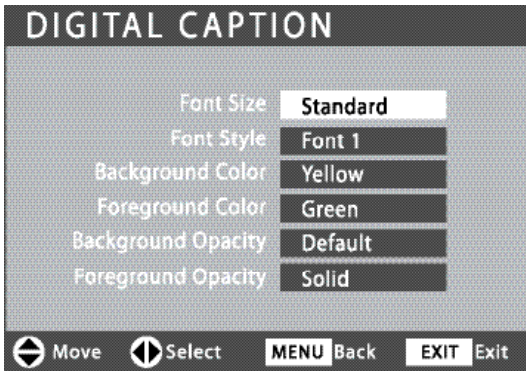 DIGITAL CAPTION
Font Size Standard
Font Style Font 1
Background Color Yellow
Foreground Color Green
Background Opacity Default
Foreground Opacity Solid
Move Select MENU Back EXIT Exit